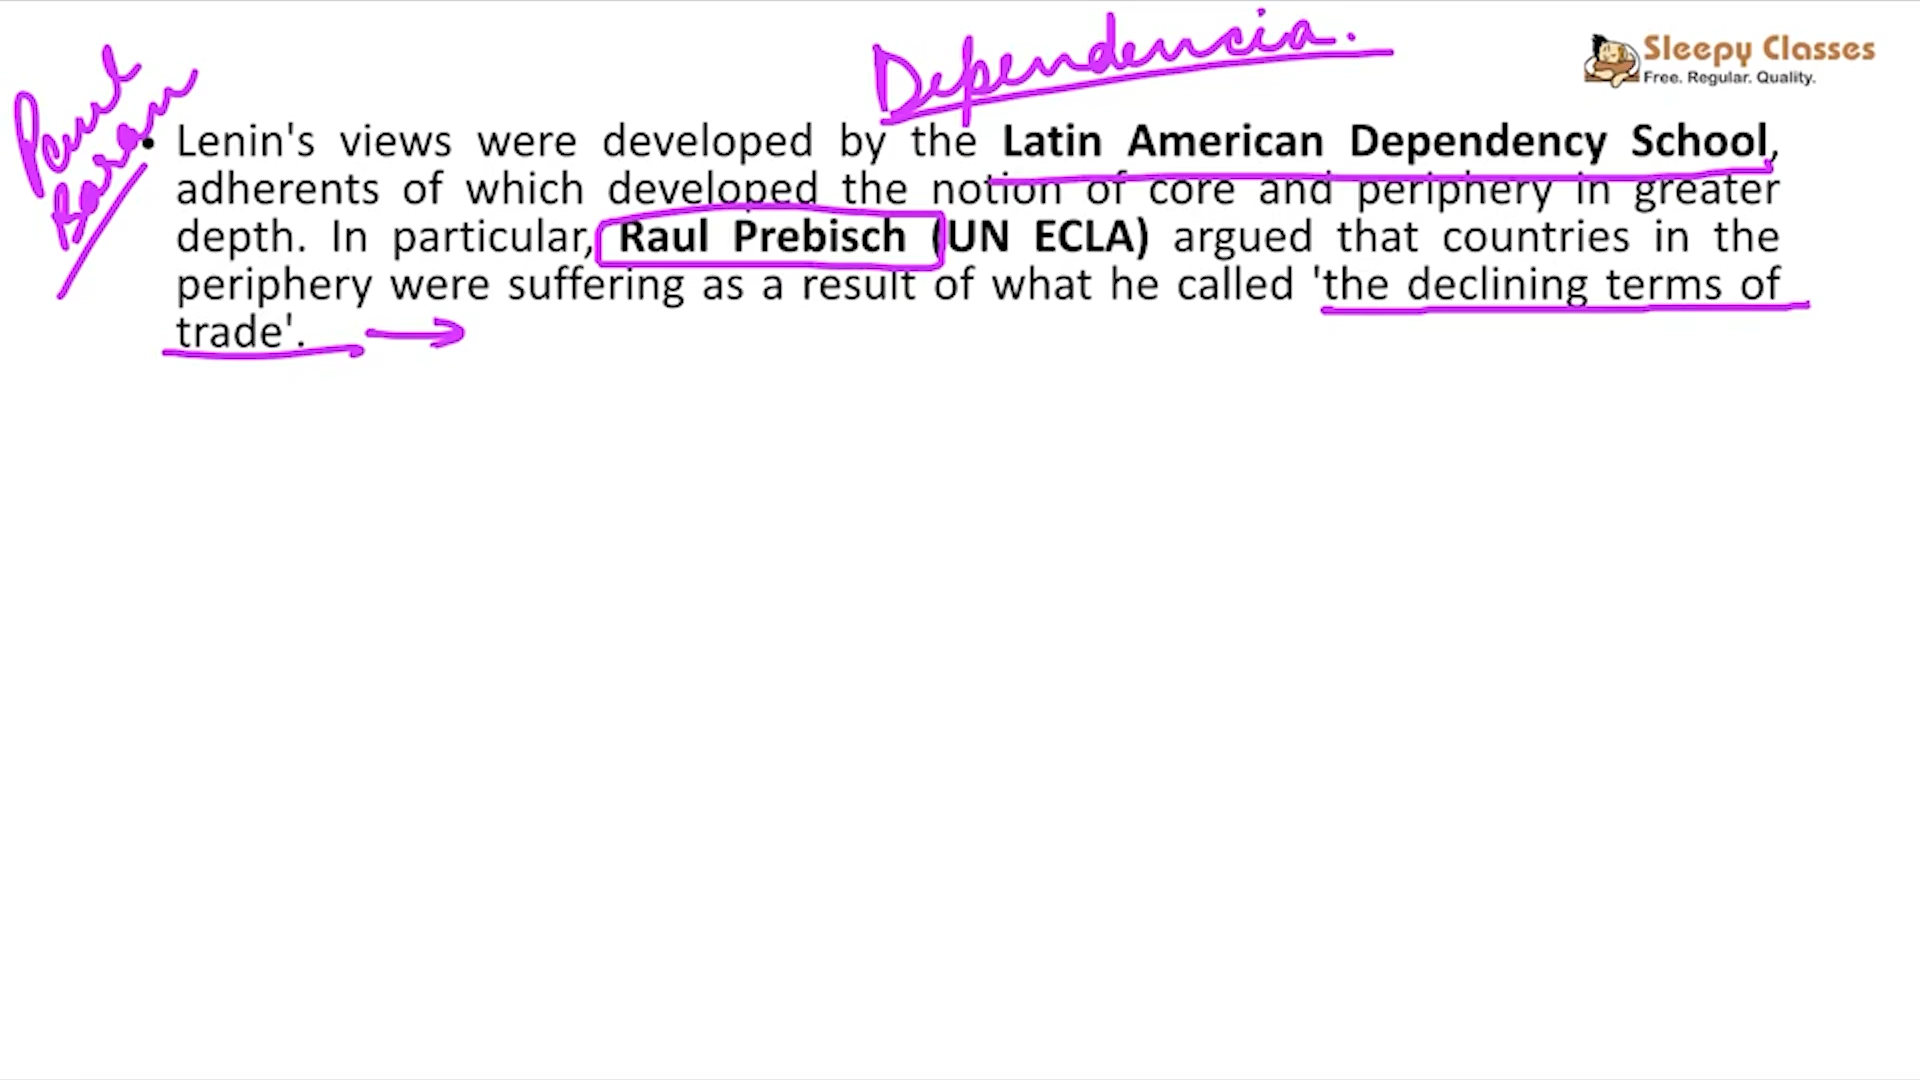 Dependencia.
Sleepy Classes
Free. Regular. Quality.
Paul
Baran
• Lenin's views were developed by the Latin American Dependency School,
adherents of which developed the notion of core and periphery in greater
depth. In particular, Raul Prebisch (UN ECLA) argued that countries in the
periphery were suffering as a result of what he called 'the declining terms of
trade'.